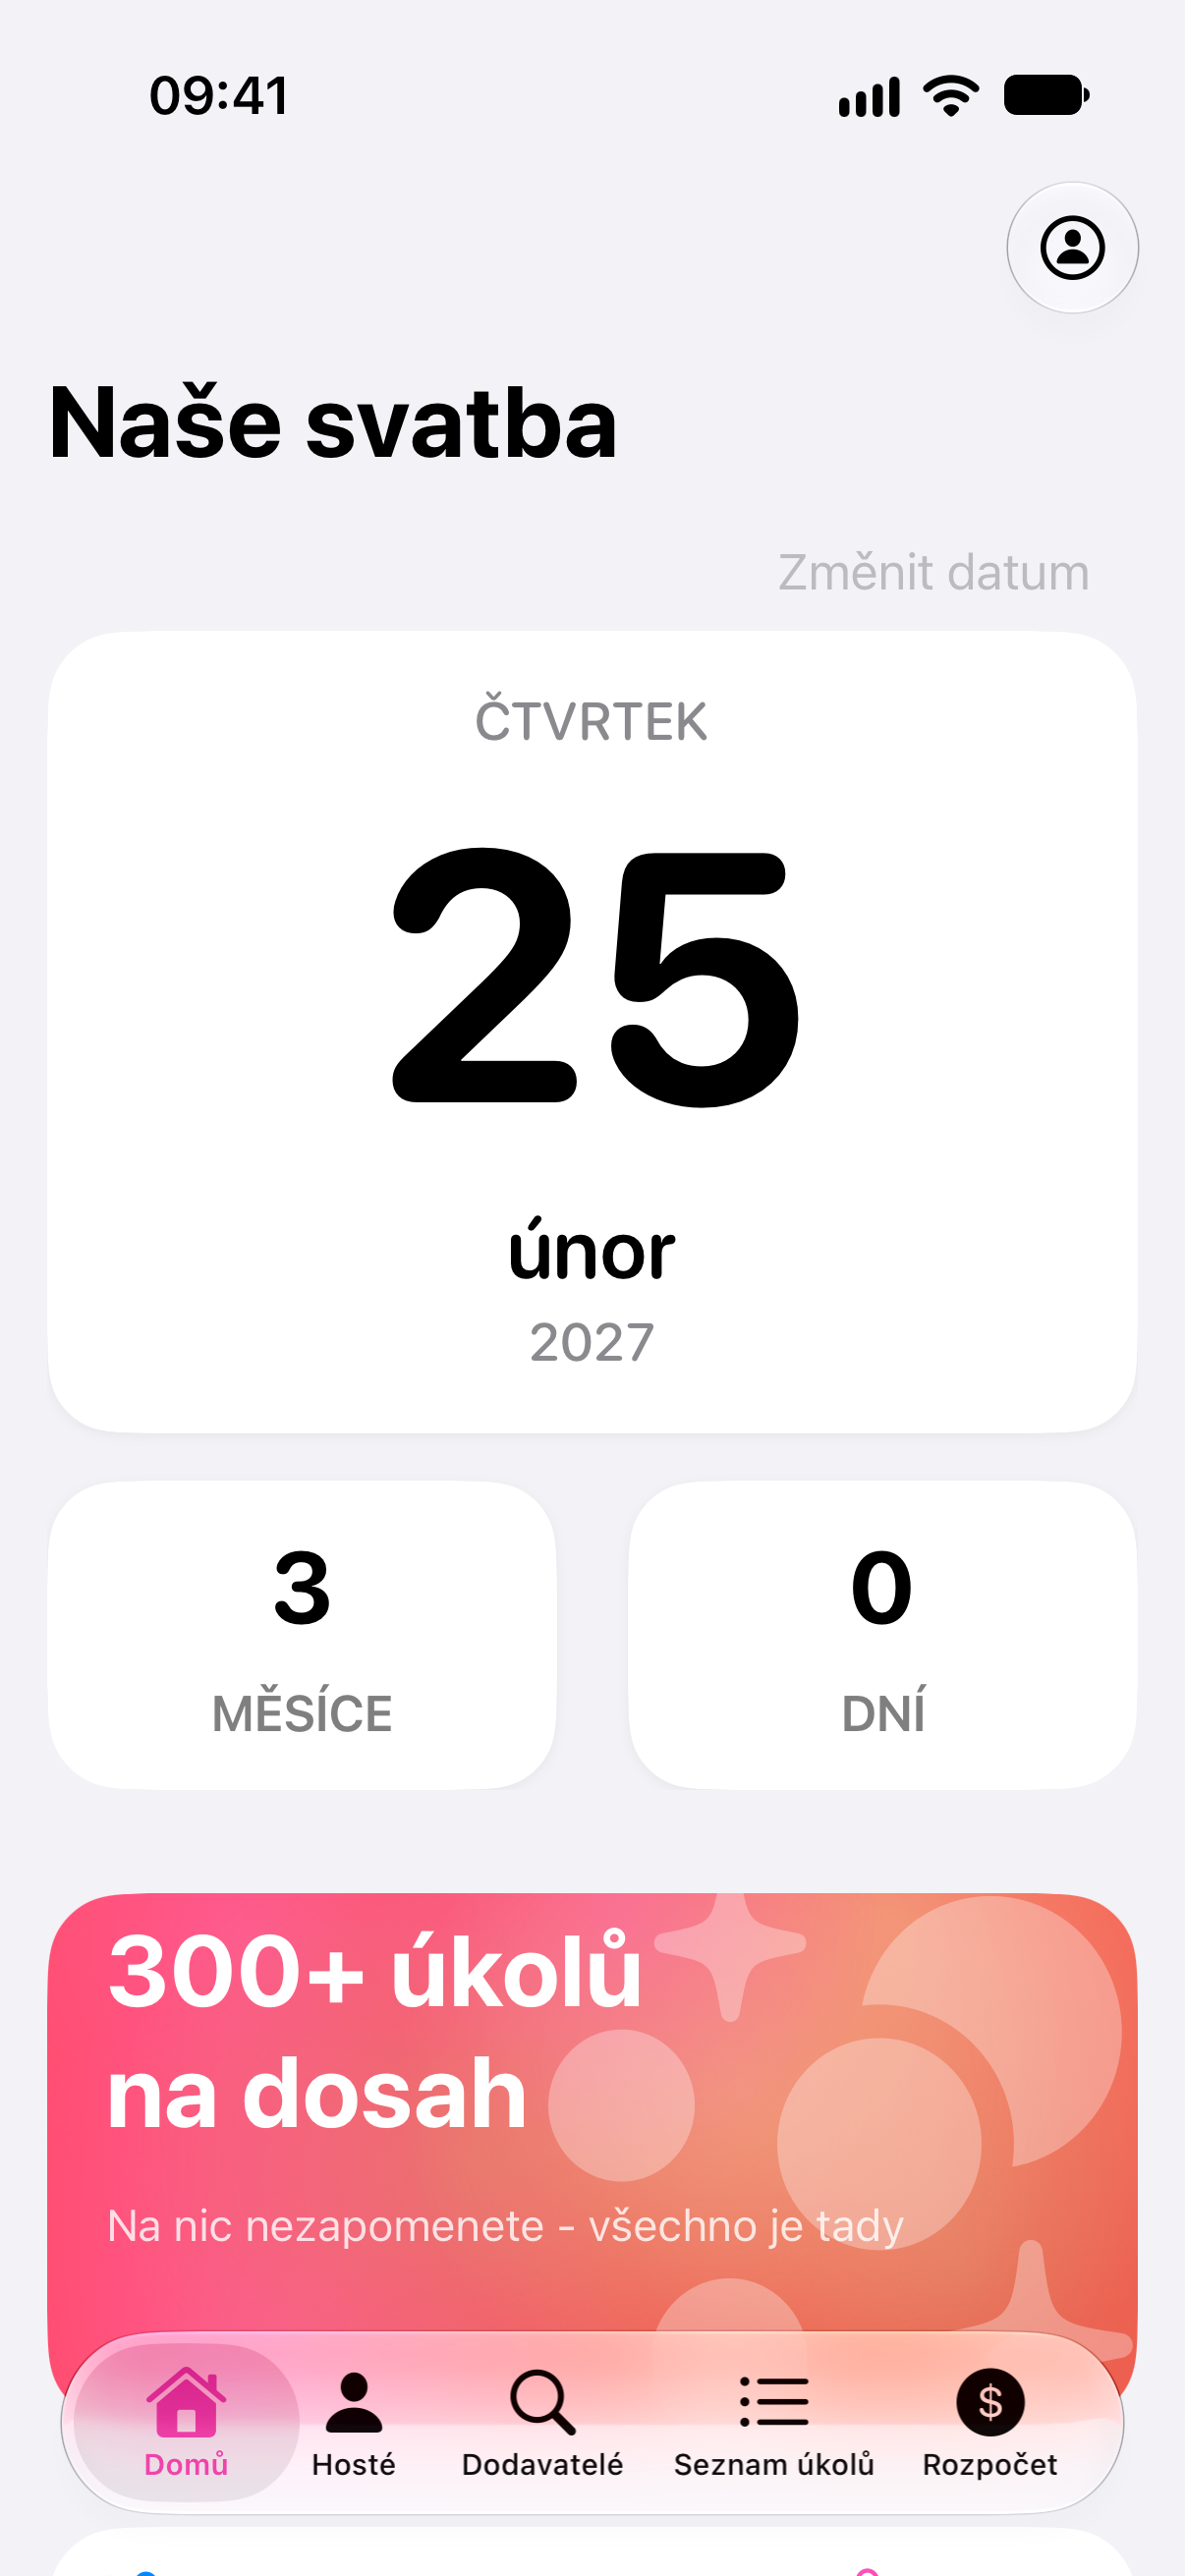 09:41
Naše svatba
Změnit datum
ČTVRTEK
25
únor
2027
3
MĚSÍCE
0
DNÍ
300+ úkolů
na dosah
Na nic nezapomenete - všechno je tady
$
Domů
Hosté
Dodavatelé
Seznam úkolů
Rozpočet